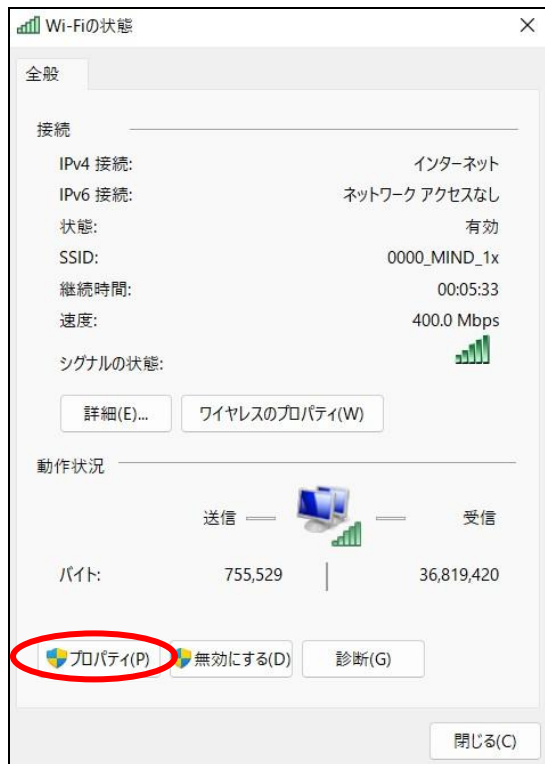 Wi-Fiの状態
全般
接続
IPv4 接続: インターネット
IPv6 接続: ネットワーク アクセスなし
状態: 有効
SSID: 0000_MIND_1x
継続時間: 00:05:33
速度: 400.0 Mbps
シグナルの状態:
詳細(E)... ワイヤレスのプロパティ(W)
動作状況
送信 受信
バイト: 755,529 36,819,420
プロパティ(P) 無効にする(D) 診断(G)
閉じる(C)